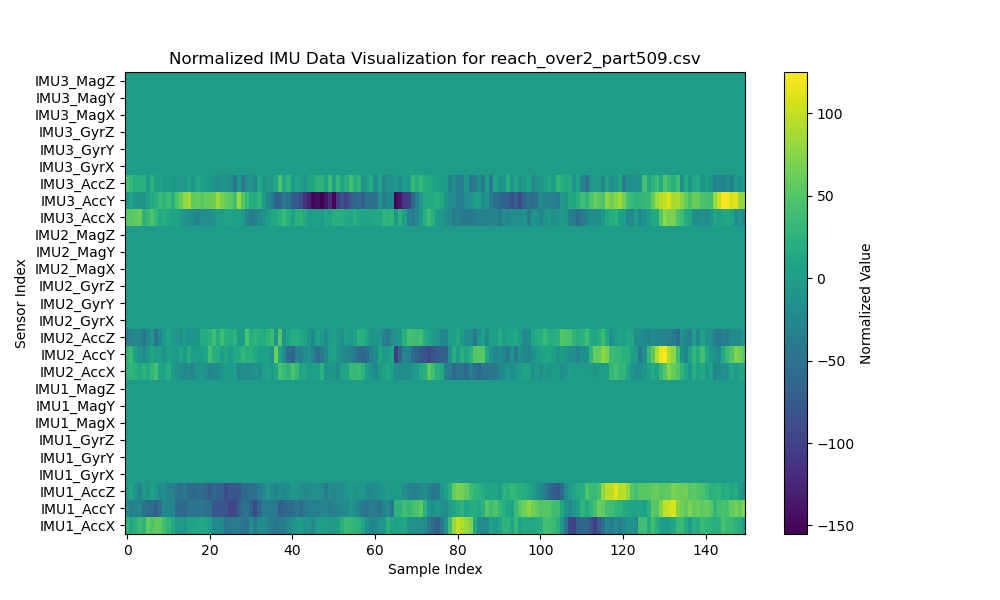 Normalized IMU Data Visualization for reach_over2_part509.csv
IMU3_MagZ
IMU3_MagY
IMU3_MagX
IMU3_GyrZ
IMU3_GyrY
IMU3_GyrX
IMU3_AccZ
IMU3_AccY
IMU3_AccX
IMU2_MagZ
IMU2_MagY
IMU2_MagX
IMU2_GyrZ
IMU2_GyrY
IMU2_GyrX
IMU2_AccZ
IMU2_AccY
IMU2_AccX
IMU1_MagZ
IMU1_MagY
IMU1_MagX
IMU1_GyrZ
IMU1_GyrY
IMU1_GyrX
IMU1_AccZ
IMU1_AccY
IMU1_AccX
Sensor Index
0 20 40 60 80 100 120 140
Sample Index
100
50
0
−50
−100
−150
Normalized Value